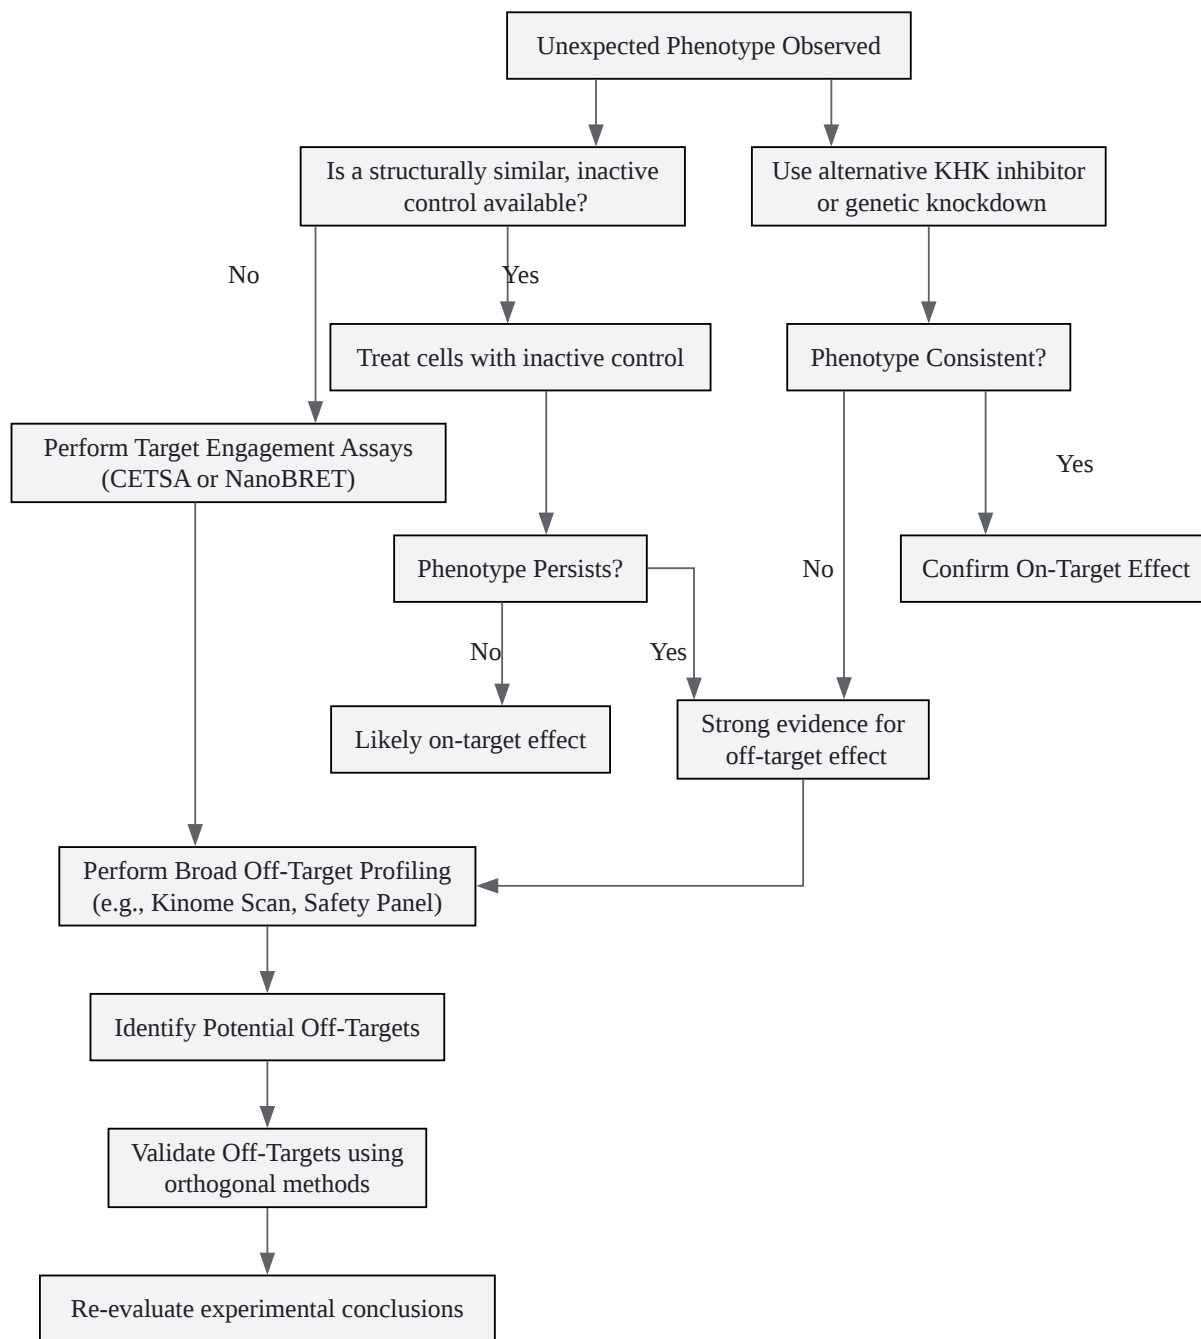 Unexpected Phenotype Observed
Is a structurally similar, inactive
control available?
Use alternative KHK inhibitor
or genetic knockdown
No
Yes
Treat cells with inactive control
Phenotype Consistent?
Perform Target Engagement Assays
(CETSA or NanoBRET)
Yes
Phenotype Persists?
No
Confirm On-Target Effect
No
Yes
Likely on-target effect
Strong evidence for
off-target effect
Perform Broad Off-Target Profiling
(e.g., Kinome Scan, Safety Panel)
Identify Potential Off-Targets
Validate Off-Targets using
orthogonal methods
Re-evaluate experimental conclusions